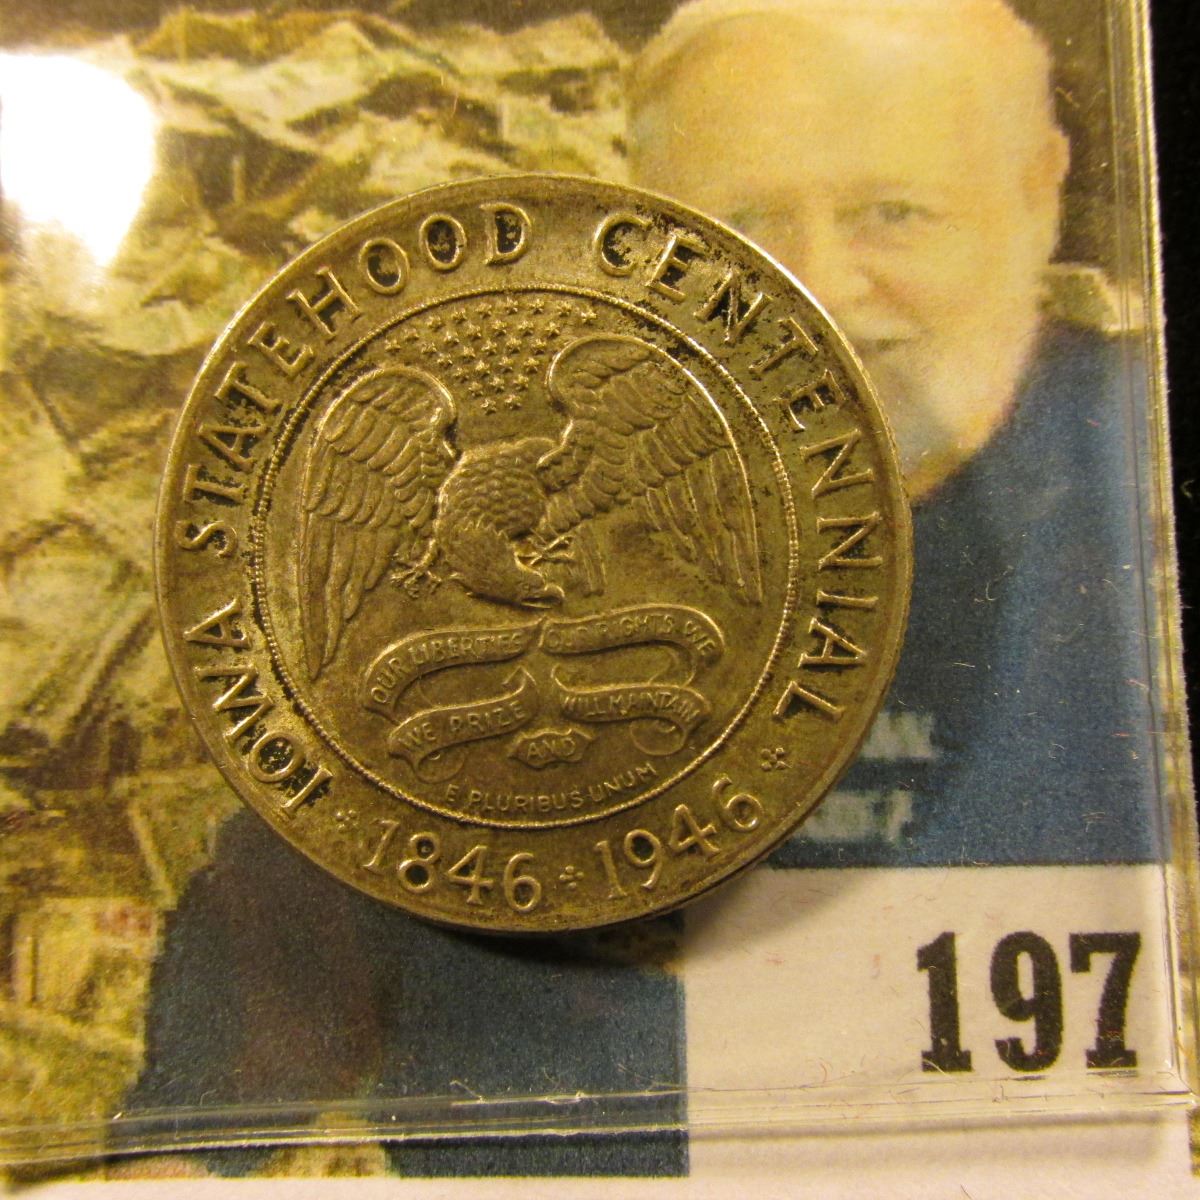 IOWA STATEHOOD CENTENNIAL
OUR LIBERTIES WE PRIZE
AND
OUR RIGHTS WE WILL MAINTAIN
E PLURIBUS UNUM
1846 1946
197